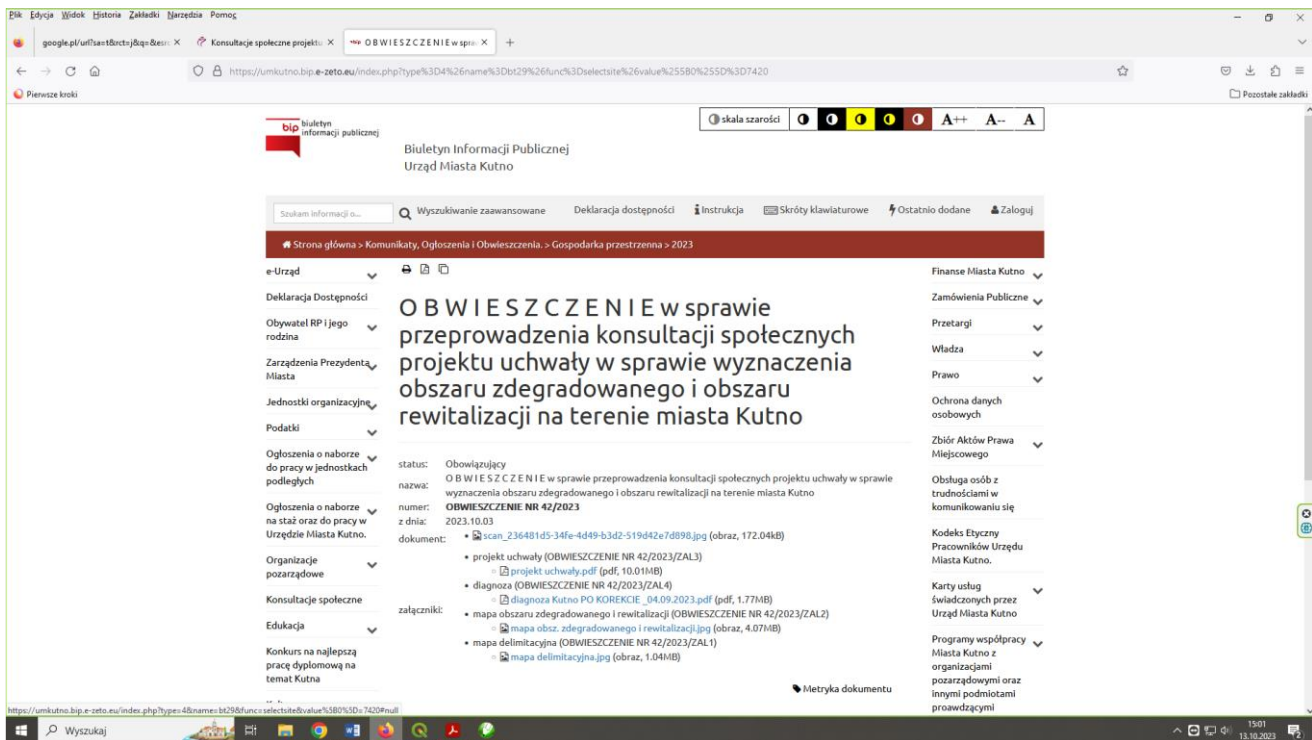 Plik Edycja Widok Historia Zakładki Narzędzia Pomoc
google.pl/url?sa=t&rct=j&q=&esrc
Konsultacje społeczne projektu
O B W I E S Z C Z E N I E w spra
https://umkutno.bip.e-zeto.eu/index.php?type%3D4%26name%3Dbt29%26func%3Dselectsite%26value%255B0%255D%3D7420
Pierwsze kroki
Pozostałe zakładki
bip biuletyn
informacji publicznej
skala szarości
A++ A-- A
Biuletyn Informacji Publicznej
Urząd Miasta Kutno
Szukam informacji o...
Wyszukiwanie zaawansowane
Deklaracja dostępności
Instrukcja
Skróty klawiaturowe
Ostatnio dodane
Zaloguj
Strona główna > Komunikaty, Ogłoszenia i Obwieszczenia. > Gospodarka przestrzenna > 2023
e-Urząd
Deklaracja Dostępności
Obywatel RP i jego
rodzina
Zarządzenia Prezydenta
Miasta
Jednostki organizacyjne
Podatki
Ogłoszenia o naborze
do pracy w jednostkach
podległych
Ogłoszenia o naborze
na staż oraz do pracy w
Urzędzie Miasta Kutno.
Organizacje
pozarządowe
Konsultacje społeczne
Edukacja
Konkurs na najlepszą
pracę dyplomową na
temat Kutna
O B W I E S Z C Z E N I E w sprawie
przeprowadzenia konsultacji społecznych
projektu uchwały w sprawie wyznaczenia
obszaru zdegradowanego i obszaru
rewitalizacji na terenie miasta Kutno
status: Obowiązujący
nazwa: O B W I E S Z C Z E N I E w sprawie przeprowadzenia konsultacji społecznych projektu uchwały w sprawie
wyznaczenia obszaru zdegradowanego i obszaru rewitalizacji na terenie miasta Kutno
numer: OBWIESZCZENIE NR 42/2023
z dnia: 2023.10.03
dokument: scan_236481d5-34fe-4d49-b3d2-519d42e7d898.jpg (obraz, 172.04kB)
załączniki:
projekt uchwały (OBWIESZCZENIE NR 42/2023/ZAL3)
projekt uchwały.pdf (pdf, 10.01MB)
diagnoza (OBWIESZCZENIE NR 42/2023/ZAL4)
diagnoza Kutno PO KOREKCIE _04.09.2023.pdf (pdf, 1.77MB)
mapa obszaru zdegradowanego i rewitalizacji (OBWIESZCZENIE NR 42/2023/ZAL2)
mapa obsz. zdegradowanego i rewitalizacji.jpg (obraz, 4.07MB)
mapa delimitacyjna (OBWIESZCZENIE NR 42/2023/ZAL1)
mapa delimitacyjna.jpg (obraz, 1.04MB)
Metryka dokumentu
Finanse Miasta Kutno
Zamówienia Publiczne
Przetargi
Władza
Prawo
Ochrona danych
osobowych
Zbiór Aktów Prawa
Miejscowego
Obsługa osób z
trudnościami w
komunikowaniu się
Kodeks Etyczny
Pracowników Urzędu
Miasta Kutno.
Karty usług
świadczonych przez
Urząd Miasta Kutno
Programy współpracy
Miasta Kutno z
organizacjami
pozarządowymi oraz
innymi podmiotami
prowadzącymi
https://umkutno.bip.e-zeto.eu/index.php?type=4&name=bt29&func=selectsite&value%5B0%5D=7420#null
Wyszukaj
15:01
13.10.2023